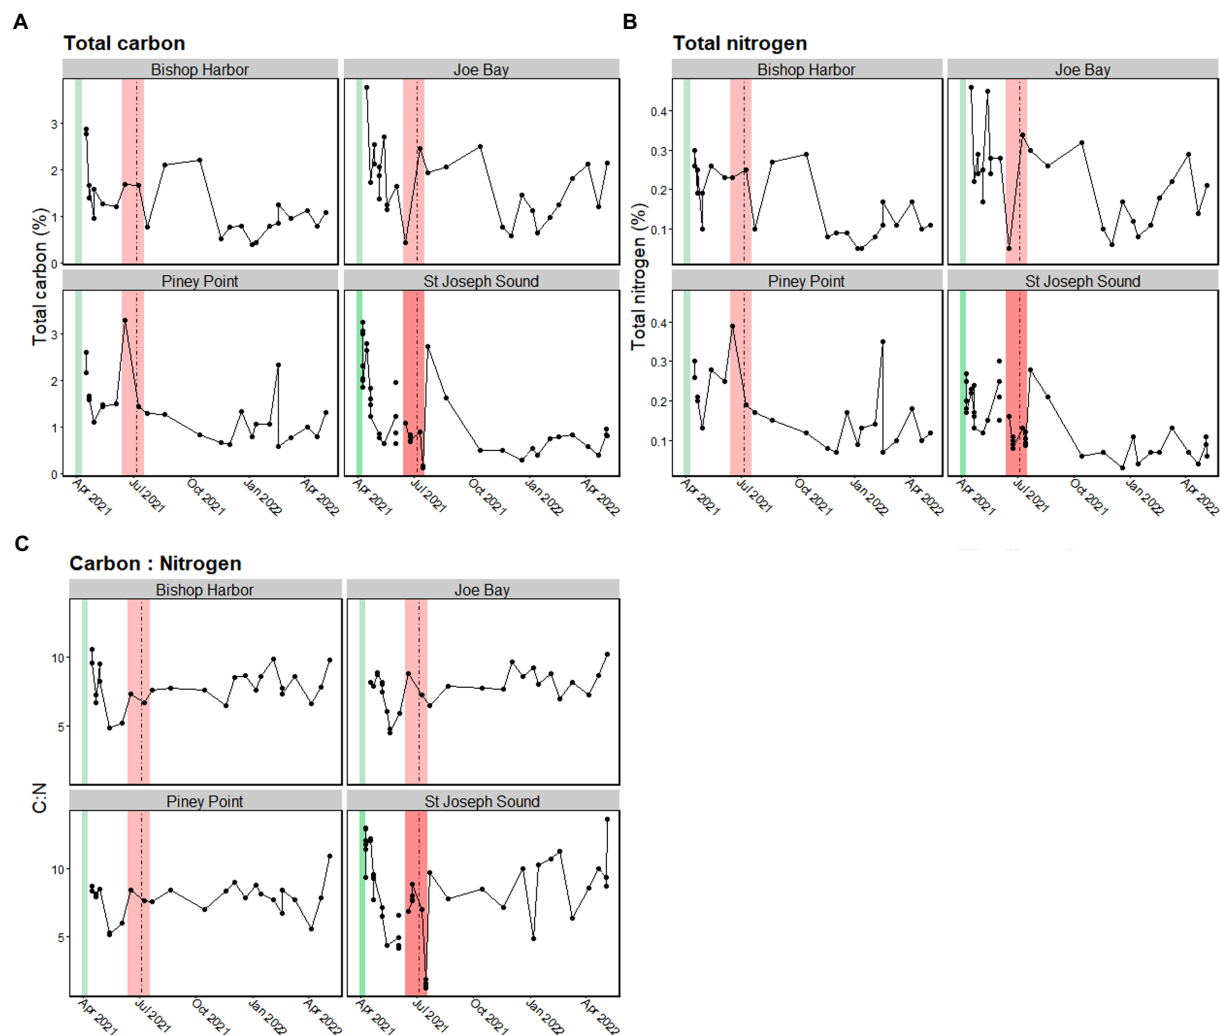 A
B
Total carbon
Total nitrogen
Bishop Harbor
Joe Bay
Bishop Harbor
Joe Bay
3
2
1
0
0.4
0.3
0.2
0.1
Piney Point
St Joseph Sound
Piney Point
St Joseph Sound
Total carbon (%)
Total nitrogen (%)
3
2
1
0
0.4
0.3
0.2
0.1
Apr 2021
Jul 2021
Oct 2021
Jan 2022
Apr 2022
Apr 2021
Jul 2021
Oct 2021
Jan 2022
Apr 2022
Apr 2021
Jul 2021
Oct 2021
Jan 2022
Apr 2022
Apr 2021
Jul 2021
Oct 2021
Jan 2022
Apr 2022
C
Carbon : Nitrogen
Bishop Harbor
Joe Bay
10
5
C:N
Piney Point
St Joseph Sound
10
5
Apr 2021
Jul 2021
Oct 2021
Jan 2022
Apr 2022
Apr 2021
Jul 2021
Oct 2021
Jan 2022
Apr 2022